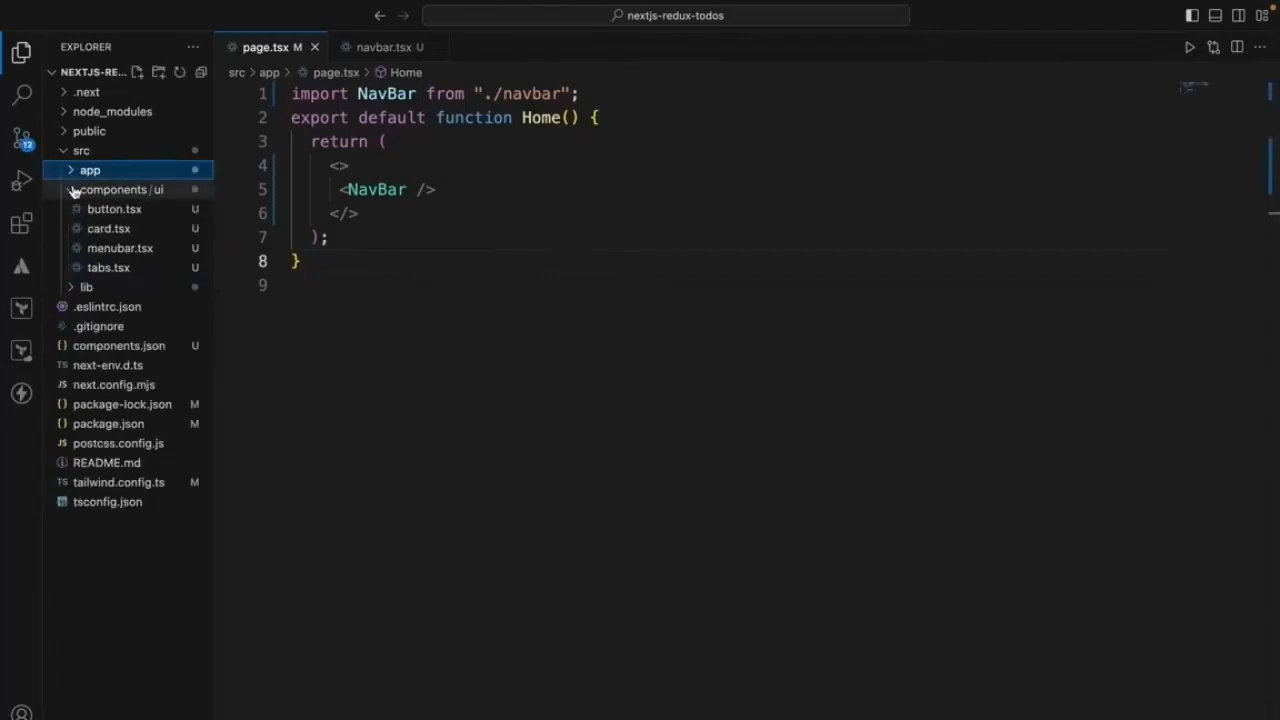 nextjs-redux-todos
EXPLORER
NEXTJS-RE...
.next
node_modules
public
src
app
components / ui
button.tsx U
card.tsx U
menubar.tsx U
tabs.tsx U
lib
.eslintrc.json
.gitignore
components.json U
next-env.d.ts
next.config.mjs
package-lock.json M
package.json M
postcss.config.js
README.md
tailwind.config.ts M
tsconfig.json
12
page.tsx M
navbar.tsx U
src > app > page.tsx > Home
1 import NavBar from "./navbar";
2 export default function Home() {
3 return (
4 <>
5 <NavBar />
6 </>
7 );
8 }
9